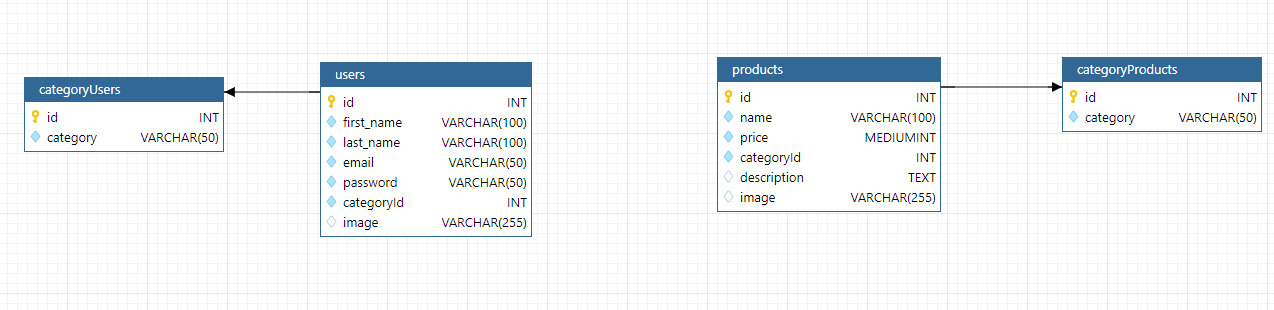 categoryUsers
id INT
category VARCHAR(50)
users
id INT
first_name VARCHAR(100)
last_name VARCHAR(100)
email VARCHAR(50)
password VARCHAR(50)
categoryId INT
image VARCHAR(255)
products
id INT
name VARCHAR(100)
price MEDIUMINT
categoryId INT
description TEXT
image VARCHAR(255)
categoryProducts
id INT
category VARCHAR(50)